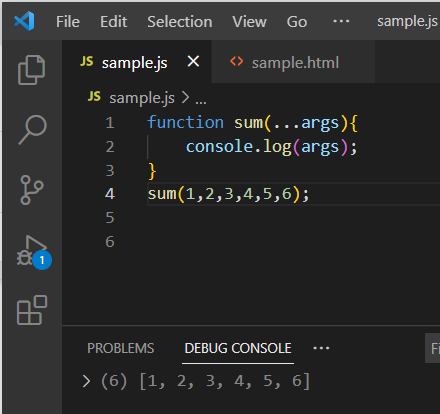 File Edit Selection View Go ··· sample.js
JS sample.js × <> sample.html
JS sample.js > ...
1 function sum(...args){
2     console.log(args);
3 }
4 sum(1,2,3,4,5,6);
5
6
1
PROBLEMS DEBUG CONSOLE ··· Fi
> (6) [1, 2, 3, 4, 5, 6]